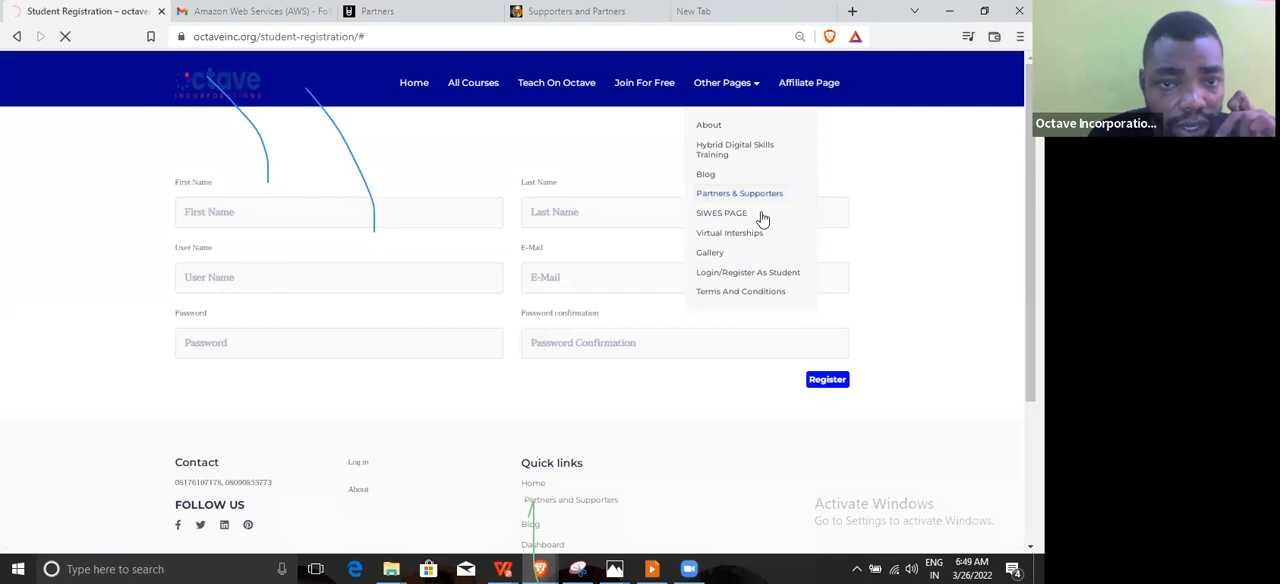 Student Registration – octave
Amazon Web Services (AWS) - Foll
Partners
Supporters and Partners
New Tab
octaveinc.org/student-registration/#
Octave Incorporatio...
octave
INCORPORATIONS
Home
All Courses
Teach On Octave
Join For Free
Other Pages
Affiliate Page
About
Hybrid Digital Skills
Training
Blog
Partners & Supporters
SIWES PAGE
Virtual Interships
Gallery
Login/Register As Student
Terms And Conditions
First Name
Last Name
First Name
Last Name
User Name
E-Mail
User Name
E-Mail
Password
Password confirmation
Password
Password Confirmation
Register
Contact
Log in
Quick links
08176107178, 08090853773
Home
About
Partners and Supporters
FOLLOW US
Blog
Dashboard
Activate Windows
Go to Settings to activate Windows.
Type here to search
ENG
IN
6:49 AM
3/26/2022
4